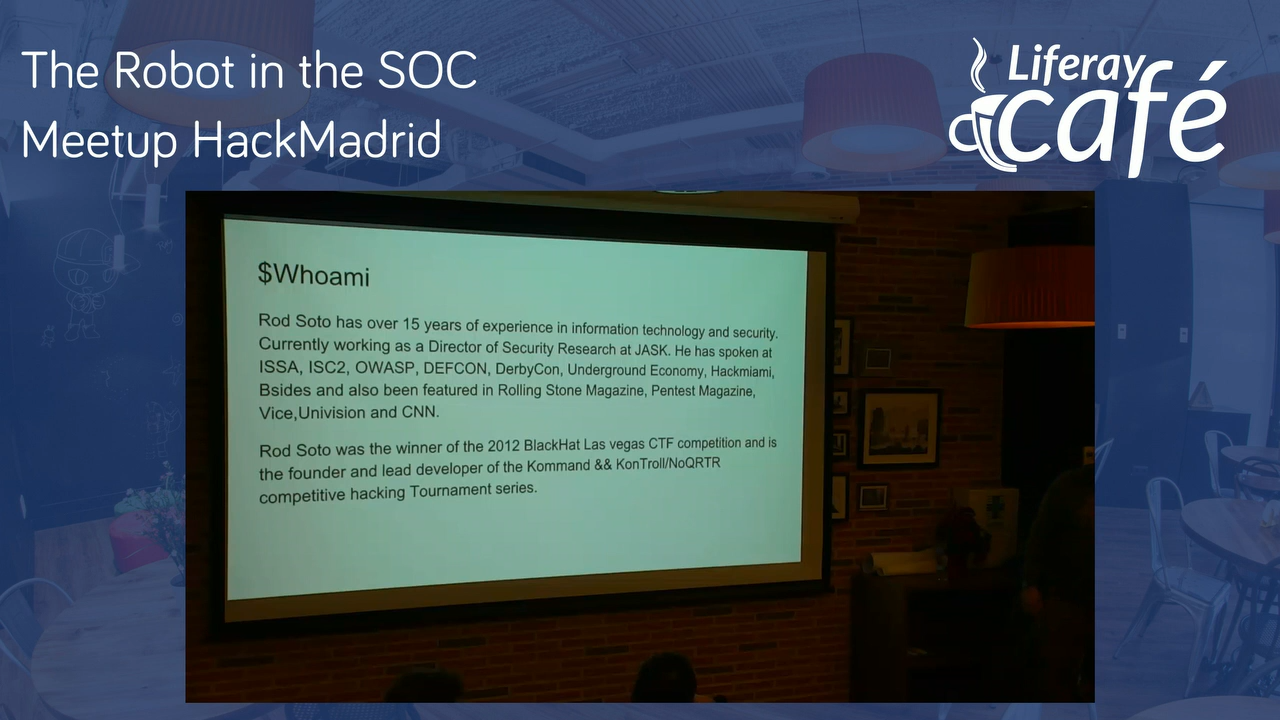 The Robot in the SOC
Meetup HackMadrid
Liferay
café
$Whoami
Rod Soto has over 15 years of experience in information technology and security.
Currently working as a Director of Security Research at JASK. He has spoken at
ISSA, ISC2, OWASP, DEFCON, DerbyCon, Underground Economy, Hackmiami,
Bsides and also been featured in Rolling Stone Magazine, Pentest Magazine,
Vice,Univision and CNN.
Rod Soto was the winner of the 2012 BlackHat Las vegas CTF competition and is
the founder and lead developer of the Kommand && KonTroll/NoQRTR
competitive hacking Tournament series.